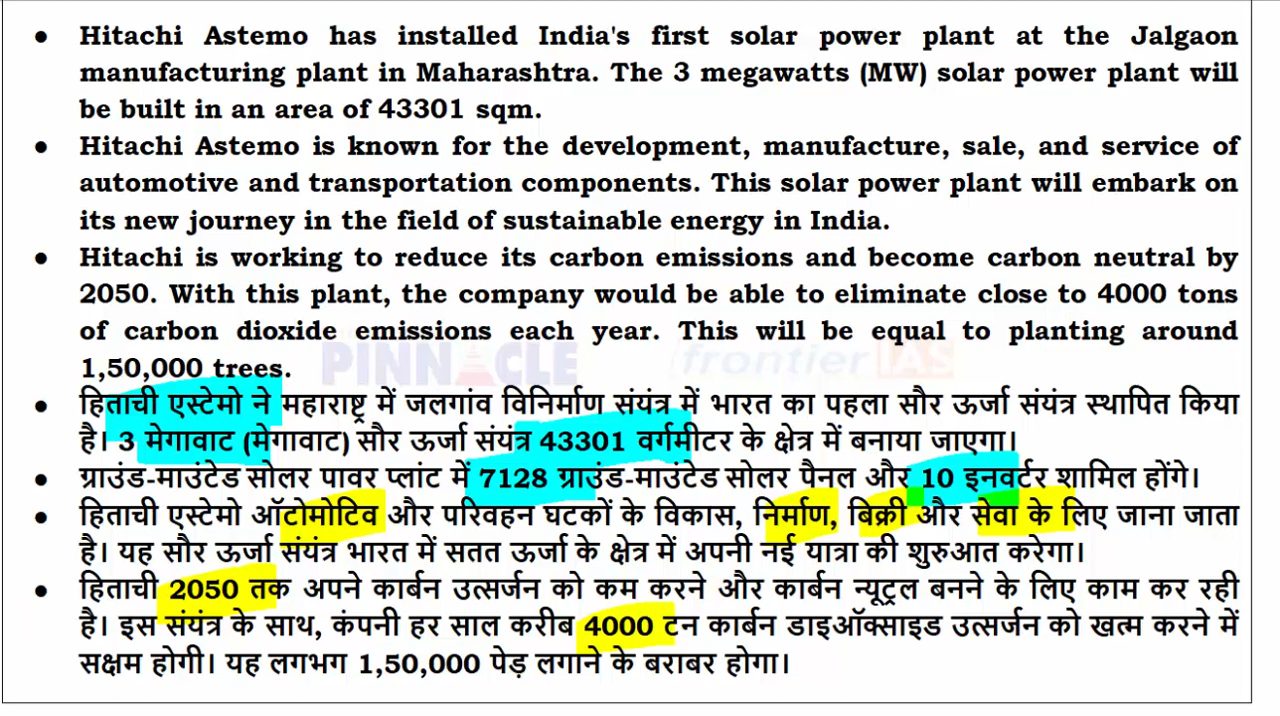 • Hitachi Astemo has installed India's first solar power plant at the Jalgaon
manufacturing plant in Maharashtra. The 3 megawatts (MW) solar power plant will
be built in an area of 43301 sqm.
• Hitachi Astemo is known for the development, manufacture, sale, and service of
automotive and transportation components. This solar power plant will embark on
its new journey in the field of sustainable energy in India.
• Hitachi is working to reduce its carbon emissions and become carbon neutral by
2050. With this plant, the company would be able to eliminate close to 4000 tons
of carbon dioxide emissions each year. This will be equal to planting around
PINNACLE frontier IAS
1,50,000 trees.
• हिताची एस्टेमो ने महाराष्ट्र में जलगांव विनिर्माण संयंत्र में भारत का पहला सौर ऊर्जा संयंत्र स्थापित किया
है। 3 मेगावाट (मेगावाट) सौर ऊर्जा संयंत्र 43301 वर्गमीटर के क्षेत्र में बनाया जाएगा।
• ग्राउंड-माउंटेड सोलर पावर प्लांट में 7128 ग्राउंड-माउंटेड सोलर पैनल और 10 इनवर्टर शामिल होंगे।
• हिताची एस्टेमो ऑटोमोटिव और परिवहन घटकों के विकास, निर्माण, बिक्री और सेवा के लिए जाना जाता
है। यह सौर ऊर्जा संयंत्र भारत में सतत ऊर्जा के क्षेत्र में अपनी नई यात्रा की शुरुआत करेगा।
• हिताची 2050 तक अपने कार्बन उत्सर्जन को कम करने और कार्बन न्यूट्रल बनने के लिए काम कर रही
है। इस संयंत्र के साथ, कंपनी हर साल करीब 4000 टन कार्बन डाइऑक्साइड उत्सर्जन को खत्म करने में
सक्षम होगी। यह लगभग 1,50,000 पेड़ लगाने के बराबर होगा।